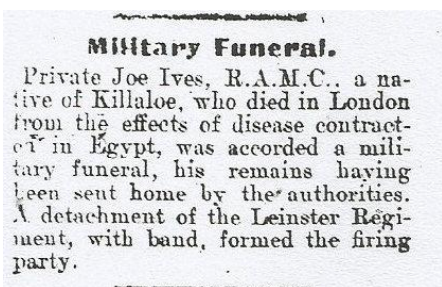 Military Funeral.
Private Joe Ives, R.A.M.C., a na-
tive of Killaloe, who died in London
from the effects of disease contract-
ed in Egypt, was accorded a mili-
tary funeral, his remains having
been sent home by the authorities.
A detachment of the Leinster Regi-
ment, with band, formed the firing
party.